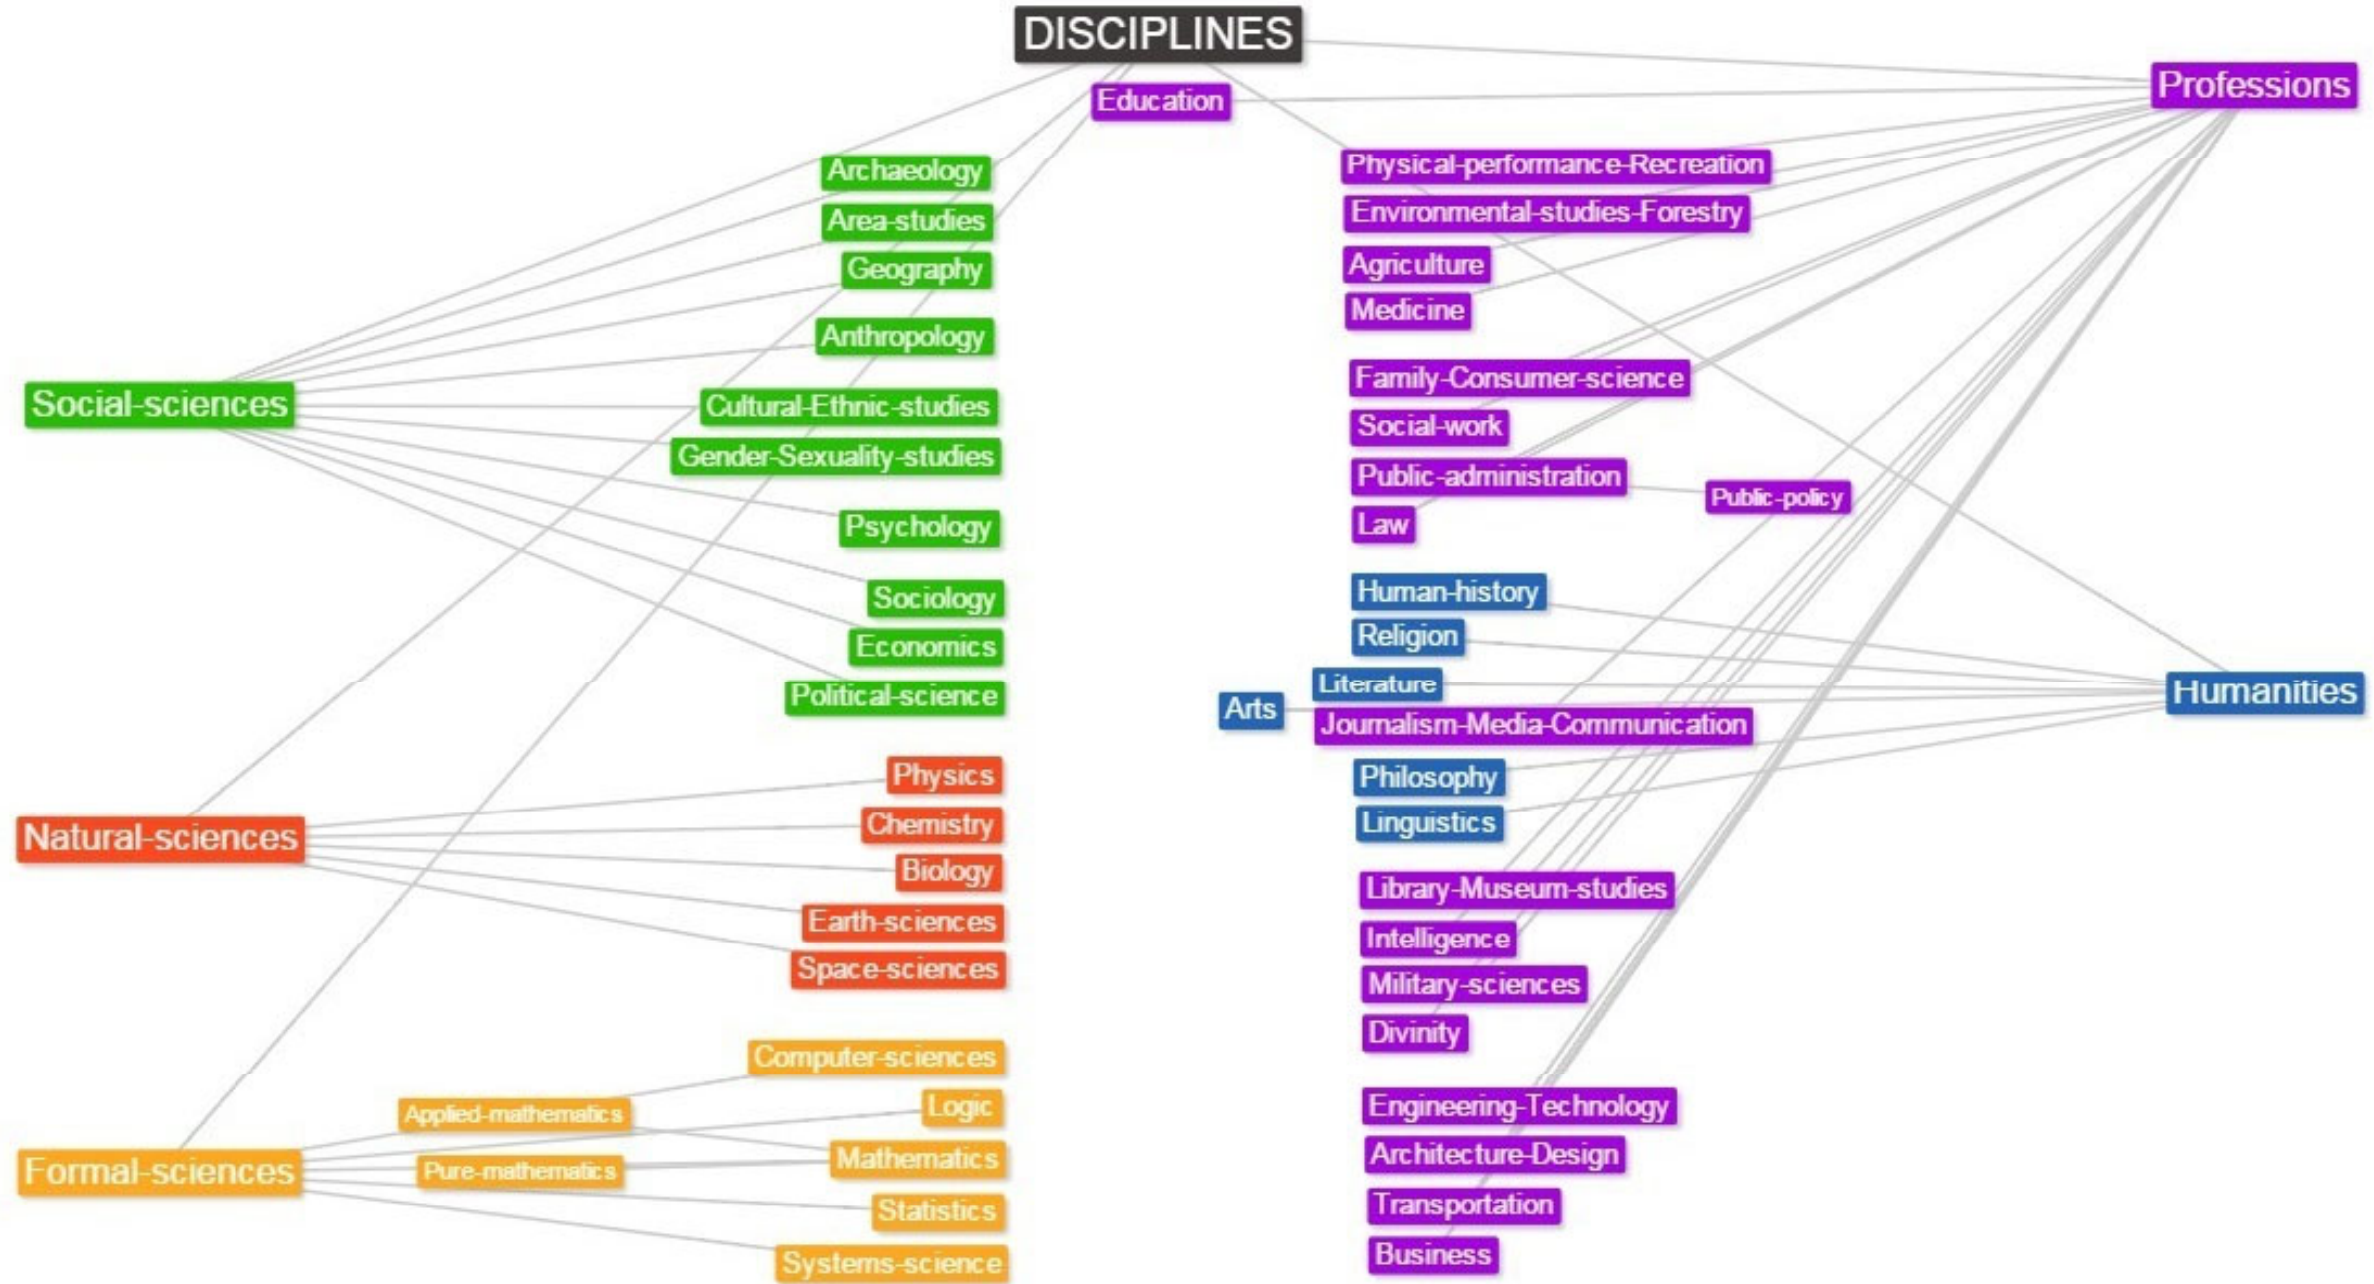 DISCIPLINES
Professions
Education
Archaeology
Area-studies
Geography
Anthropology
Social-sciences
Cultural-Ethnic-studies
Gender-Sexuality-studies
Psychology
Sociology
Economics
Political-science
Physics
Natural-sciences
Chemistry
Biology
Earth-sciences
Space-sciences
Computer-sciences
Applied-mathematics
Logic
Formal-sciences
Pure-mathematics
Mathematics
Statistics
Systems-science
Physical-performance-Recreation
Environmental-studies-Forestry
Agriculture
Medicine
Family-Consumer-science
Social-work
Public-administration
Public-policy
Law
Human-history
Religion
Literature
Arts
Humanities
Journalism-Media-Communication
Philosophy
Linguistics
Library-Museum-studies
Intelligence
Military-sciences
Divinity
Engineering-Technology
Architecture-Design
Transportation
Business